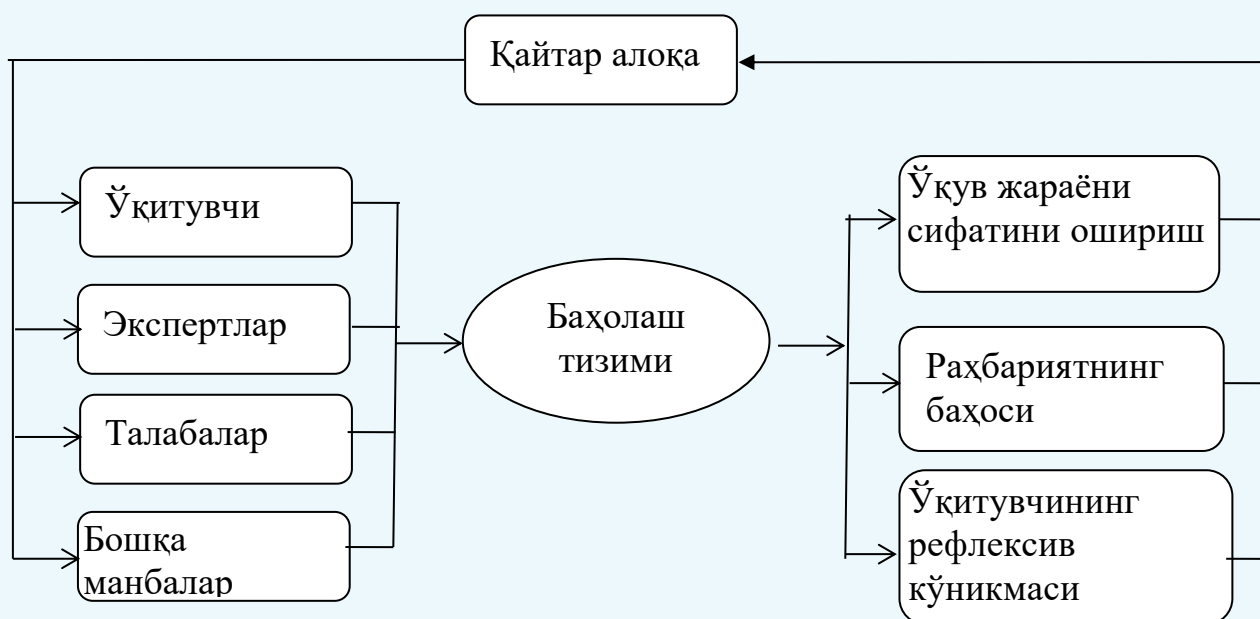 Қайтар алоқа
Ўқитувчи
Экспертлар
Талабалар
Бошқа
манбалар
Баҳолаш
тизими
Ўқув жараёни
сифатини ошириш
Раҳбариятнинг
баҳоси
Ўқитувчининг
рефлексив
кўникмаси